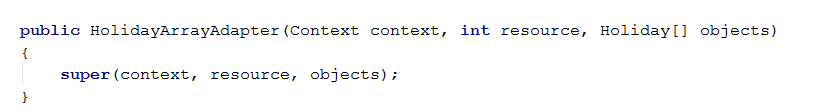 public HolidayArrayAdapter(Context context, int resource, Holiday[] objects)
{
    super(context, resource, objects);
}